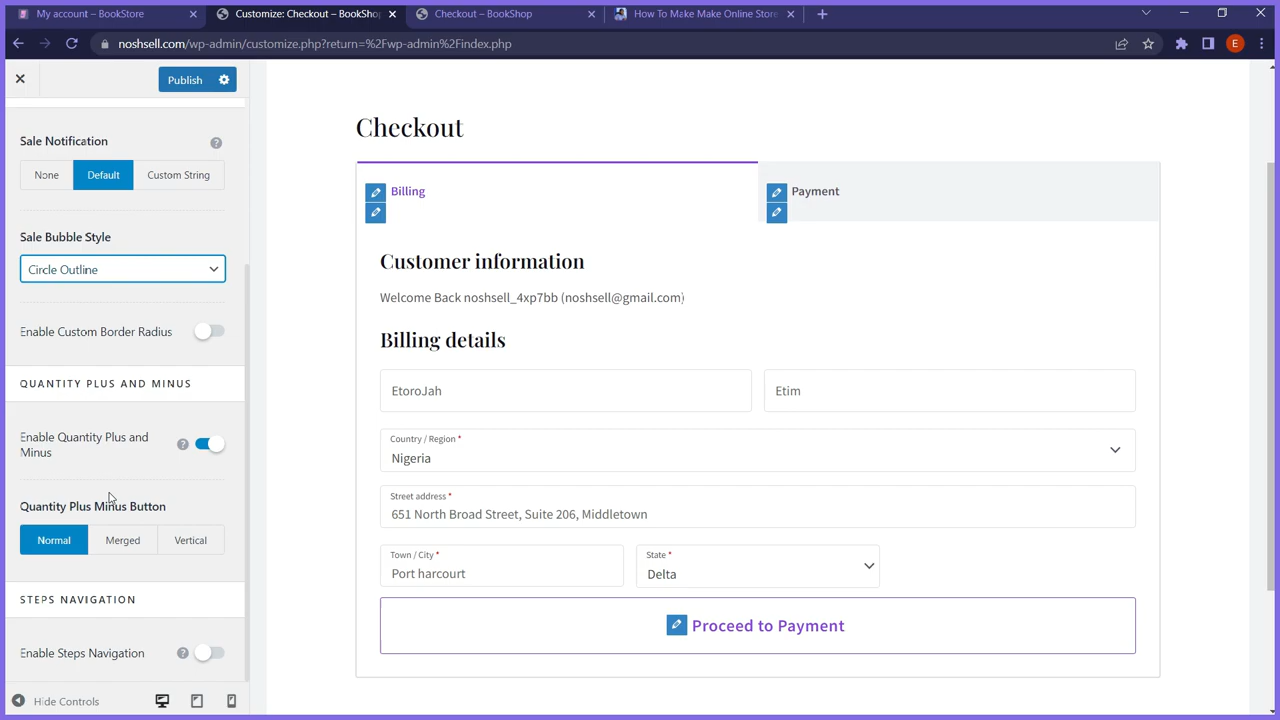 My account – BookStore
Customize: Checkout – BookSho
Checkout – BookShop
How To Make Make Online Store
noshsell.com/wp-admin/customize.php?return=%2Fwp-admin%2Findex.php
E
Publish
Sale Notification
?
None
Default
Custom String
Sale Bubble Style
Circle Outline
Enable Custom Border Radius
QUANTITY PLUS AND MINUS
Enable Quantity Plus and
Minus
?
Quantity Plus Minus Button
Normal
Merged
Vertical
STEPS NAVIGATION
Enable Steps Navigation
?
Hide Controls
Checkout
Billing
Payment
Customer information
Welcome Back noshsell_4xp7bb (noshsell@gmail.com)
Billing details
EtoroJah
Etim
Country / Region *
Nigeria
Street address *
651 North Broad Street, Suite 206, Middletown
Town / City *
Port harcourt
State *
Delta
Proceed to Payment